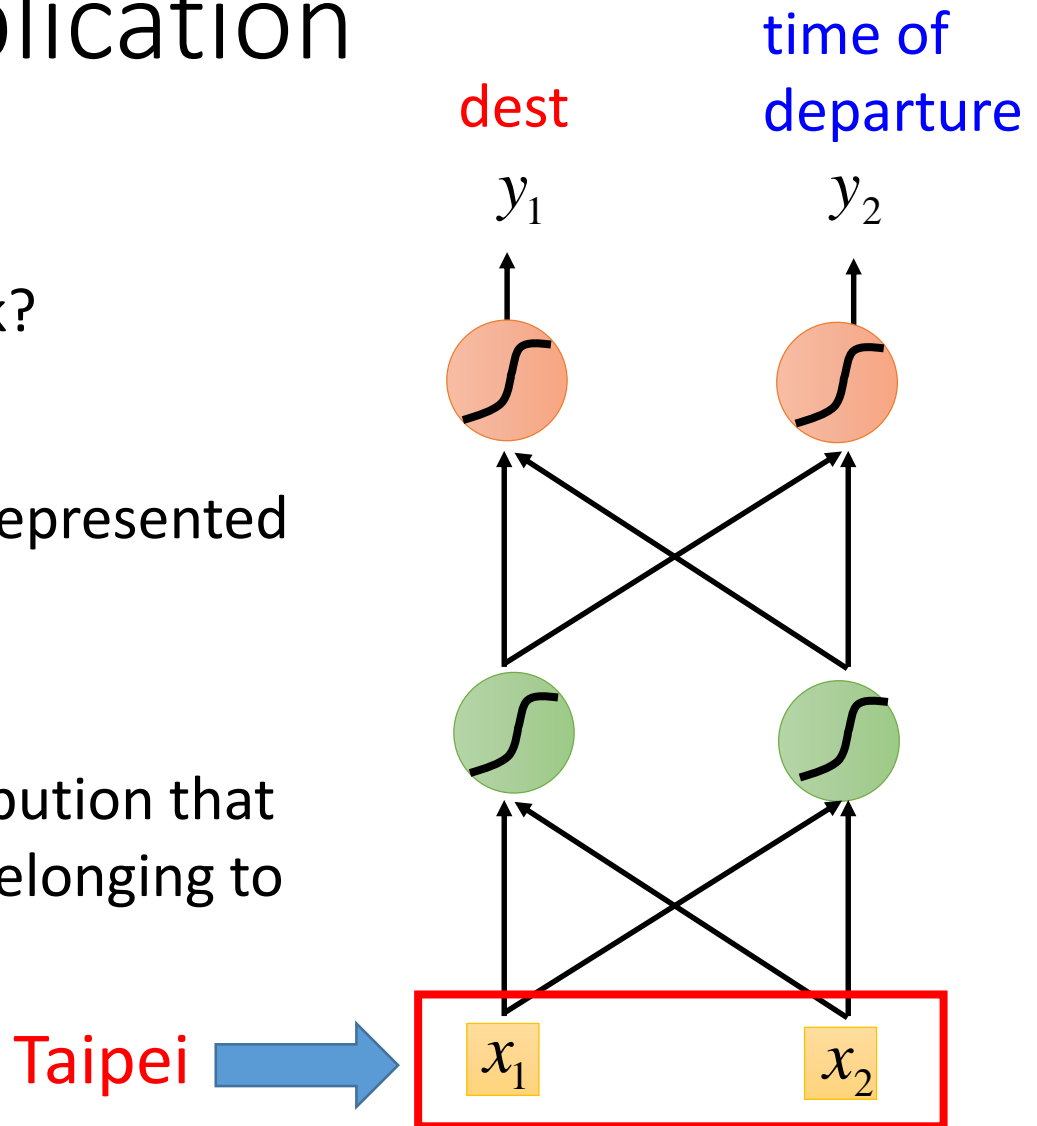 plication
time of
departure
dest
y1
y2
k?
epresented
bution that
elonging to
Taipei
x1
x2